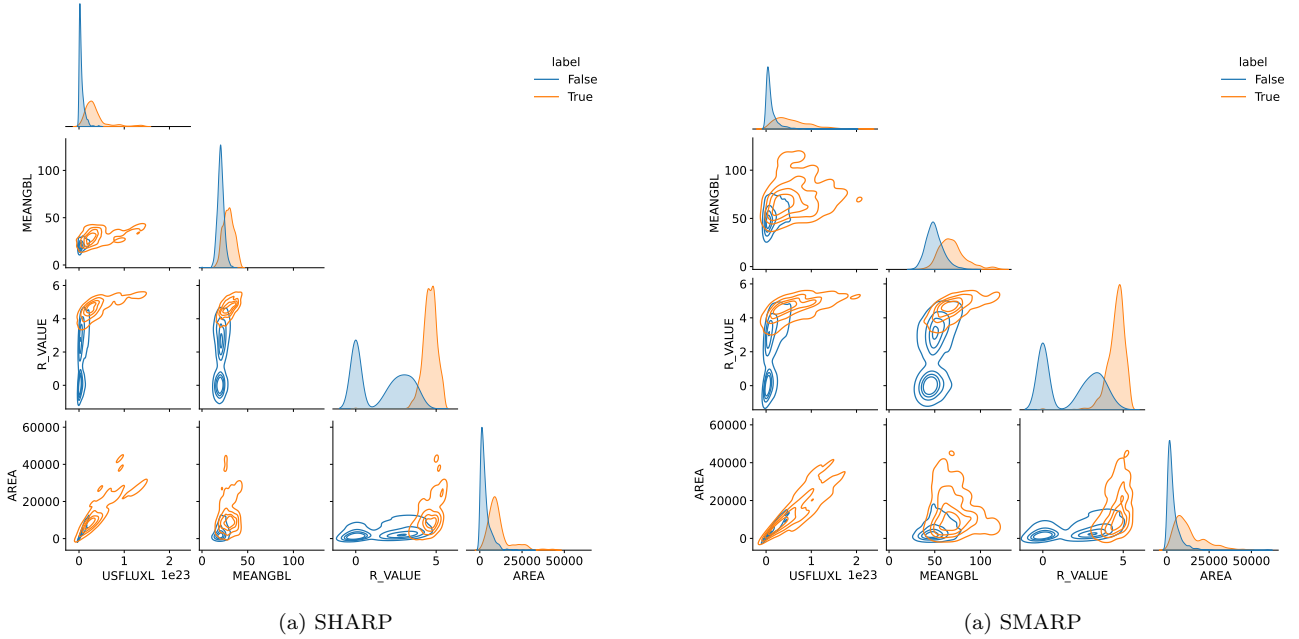 label
False
True
MEANGBL
100
50
0
R_VALUE
6
4
2
0
AREA
60000
40000
20000
0
0 1 2
USFLUXL 1e23
0 50 100
MEANGBL
0 5
R_VALUE
0 25000 50000
AREA
(a) SHARP
label
False
True
MEANGBL
100
50
0
R_VALUE
6
4
2
0
AREA
60000
40000
20000
0
0 1 2
USFLUXL 1e23
0 50 100
MEANGBL
0 5
R_VALUE
0 25000 50000
AREA
(a) SMARP